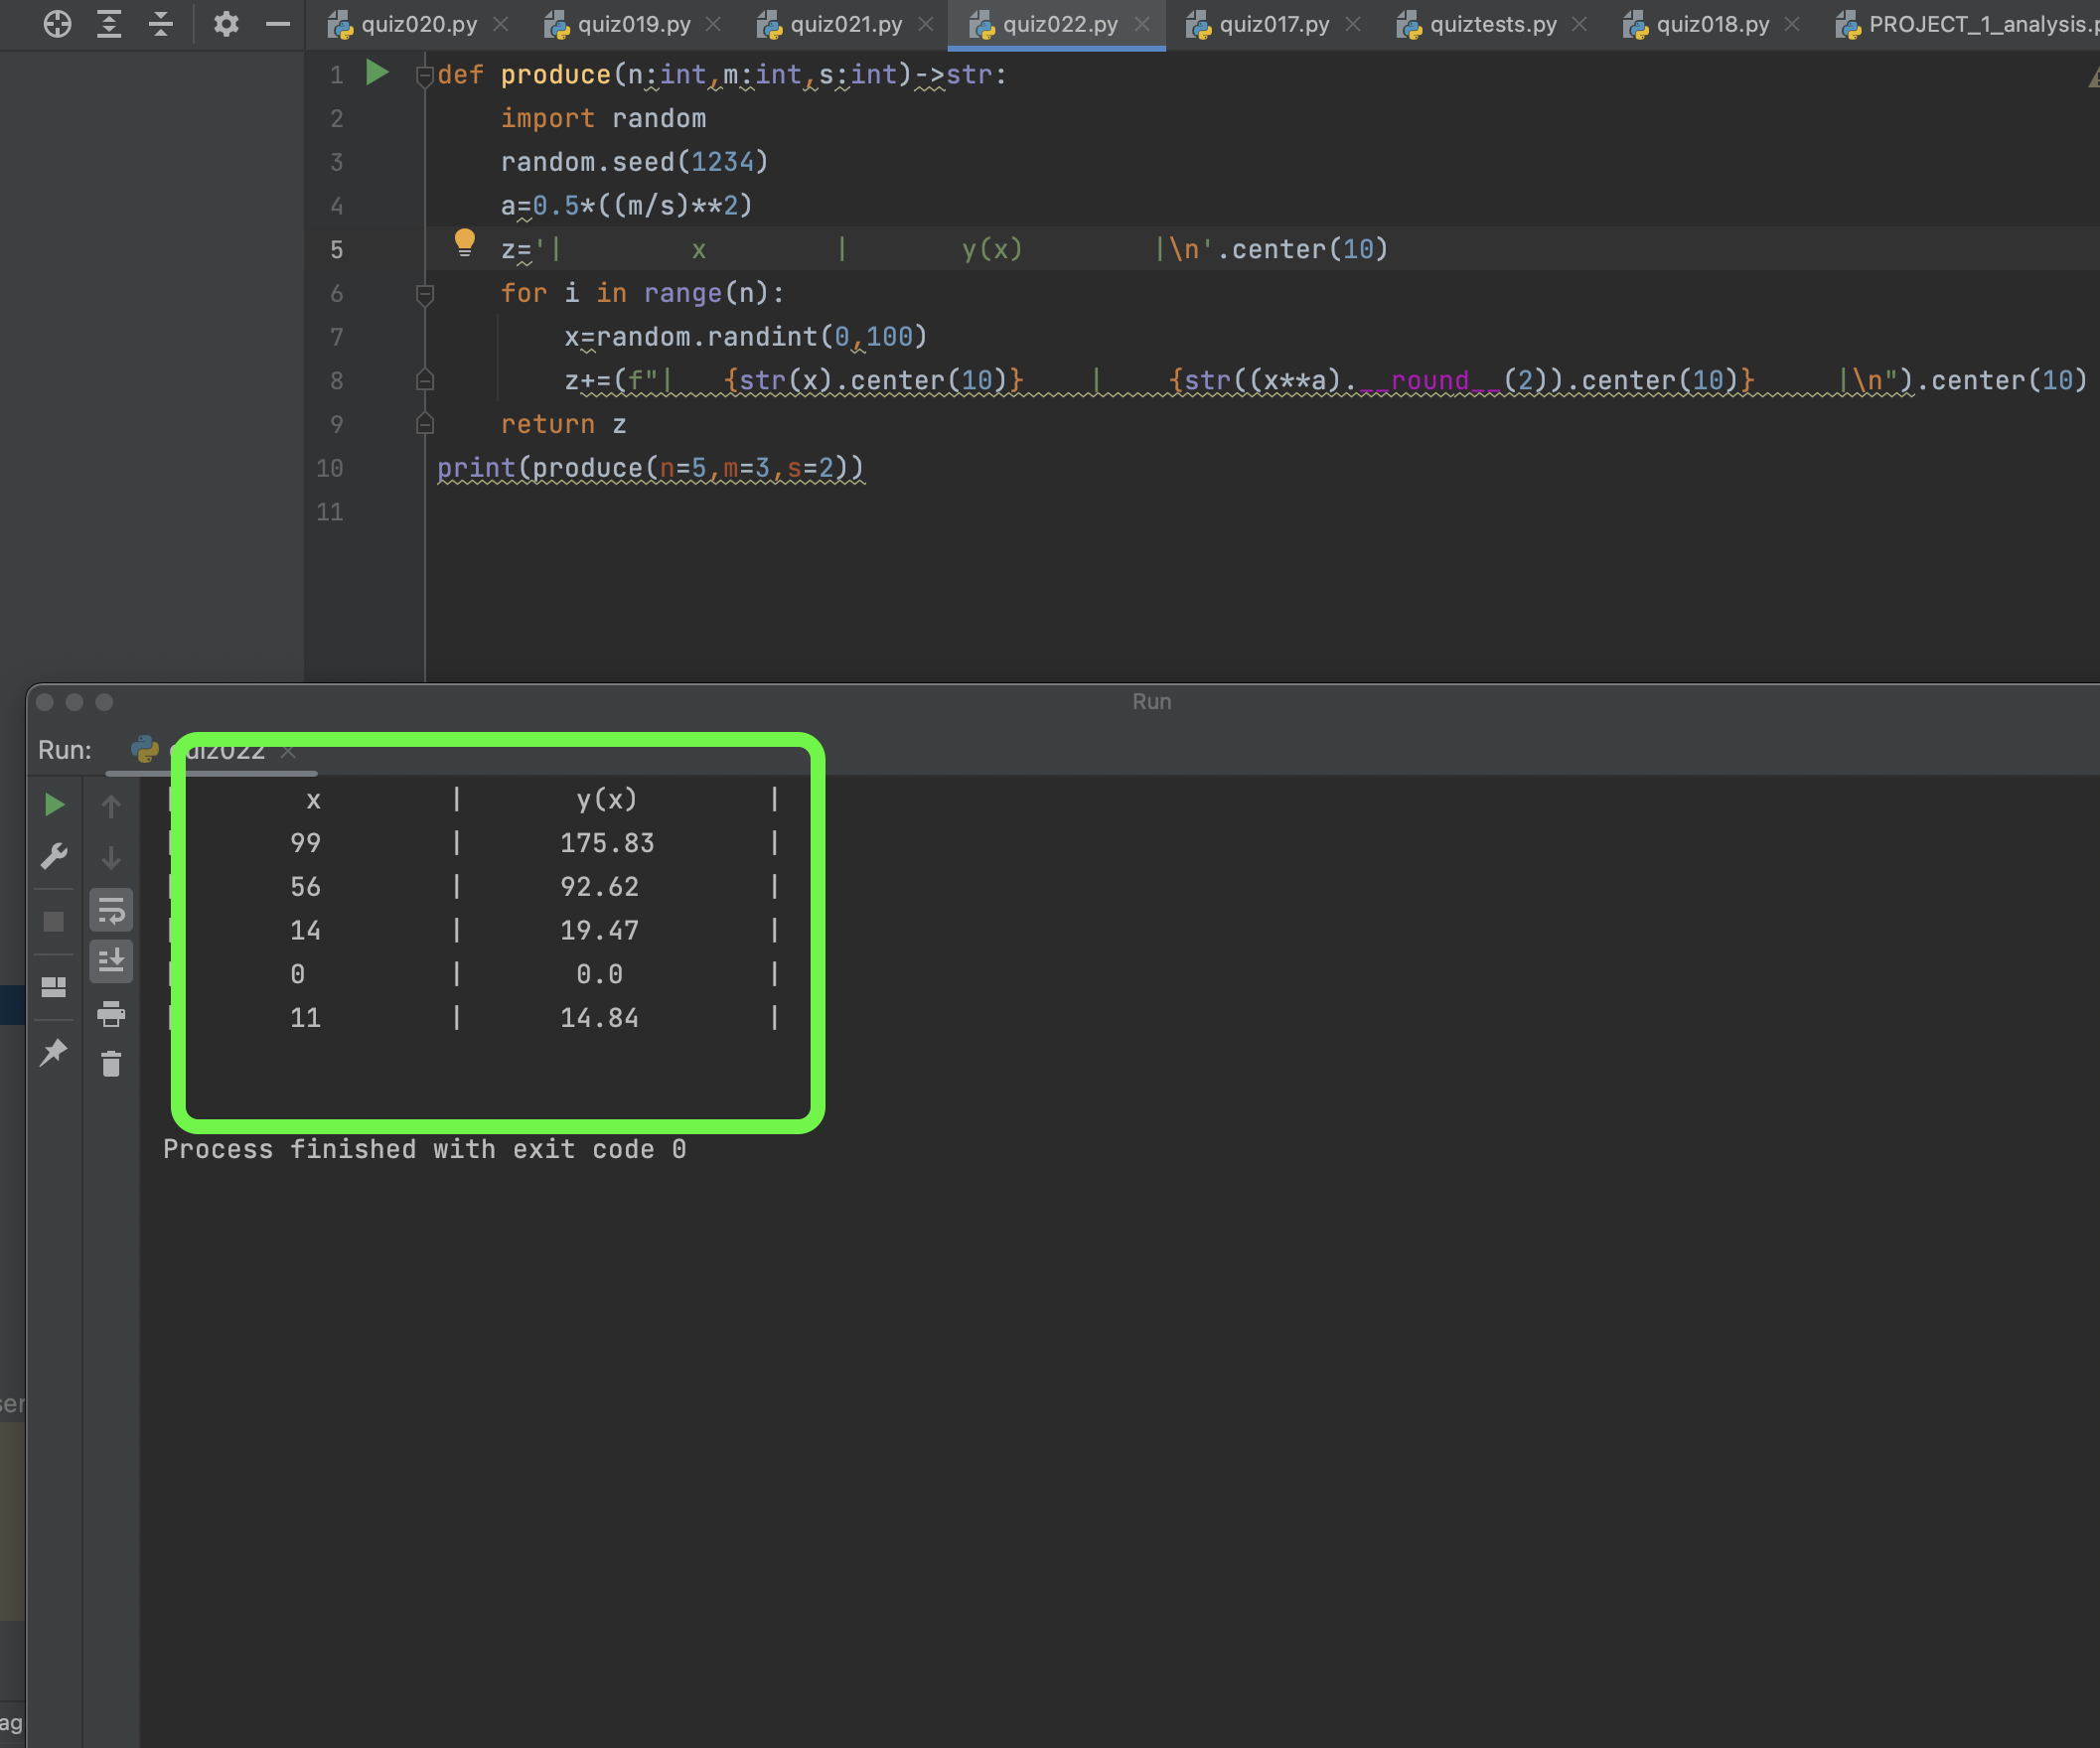 quiz020.py quiz019.py quiz021.py quiz022.py quiz017.py quiztests.py quiz018.py PROJECT_1_analysis.
1 def produce(n:int,m:int,s:int)->str:
2 import random
3 random.seed(1234)
4 a=0.5*((m/s)**2)
5 z='| x | y(x) |\n'.center(10)
6 for i in range(n):
7 x=random.randint(0,100)
8 z+=(f"| {str(x).center(10)} | {str((x**a).__round__(2)).center(10)} |\n").center(10)
9 return z
10 print(produce(n=5,m=3,s=2))
11
Run
Run: quiz022
| x | y(x) |
| 99 | 175.83 |
| 56 | 92.62 |
| 14 | 19.47 |
| 0 | 0.0 |
| 11 | 14.84 |
Process finished with exit code 0
ser
ag